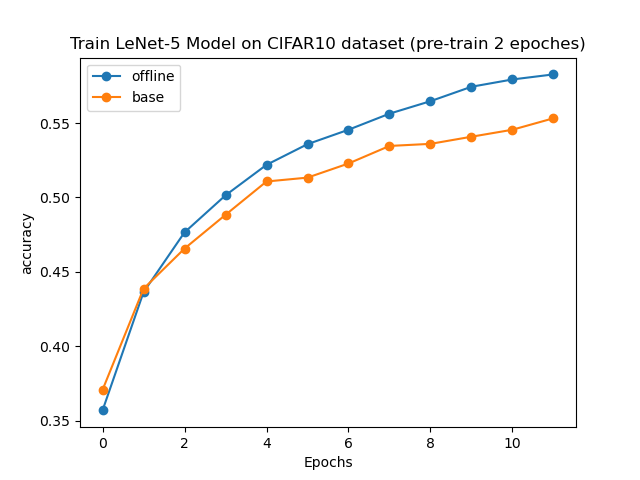 Train LeNet-5 Model on CIFAR10 dataset (pre-train 2 epoches)
offline
base
0.55
0.50
0.45
0.40
0.35
accuracy
0 2 4 6 8 10
Epochs